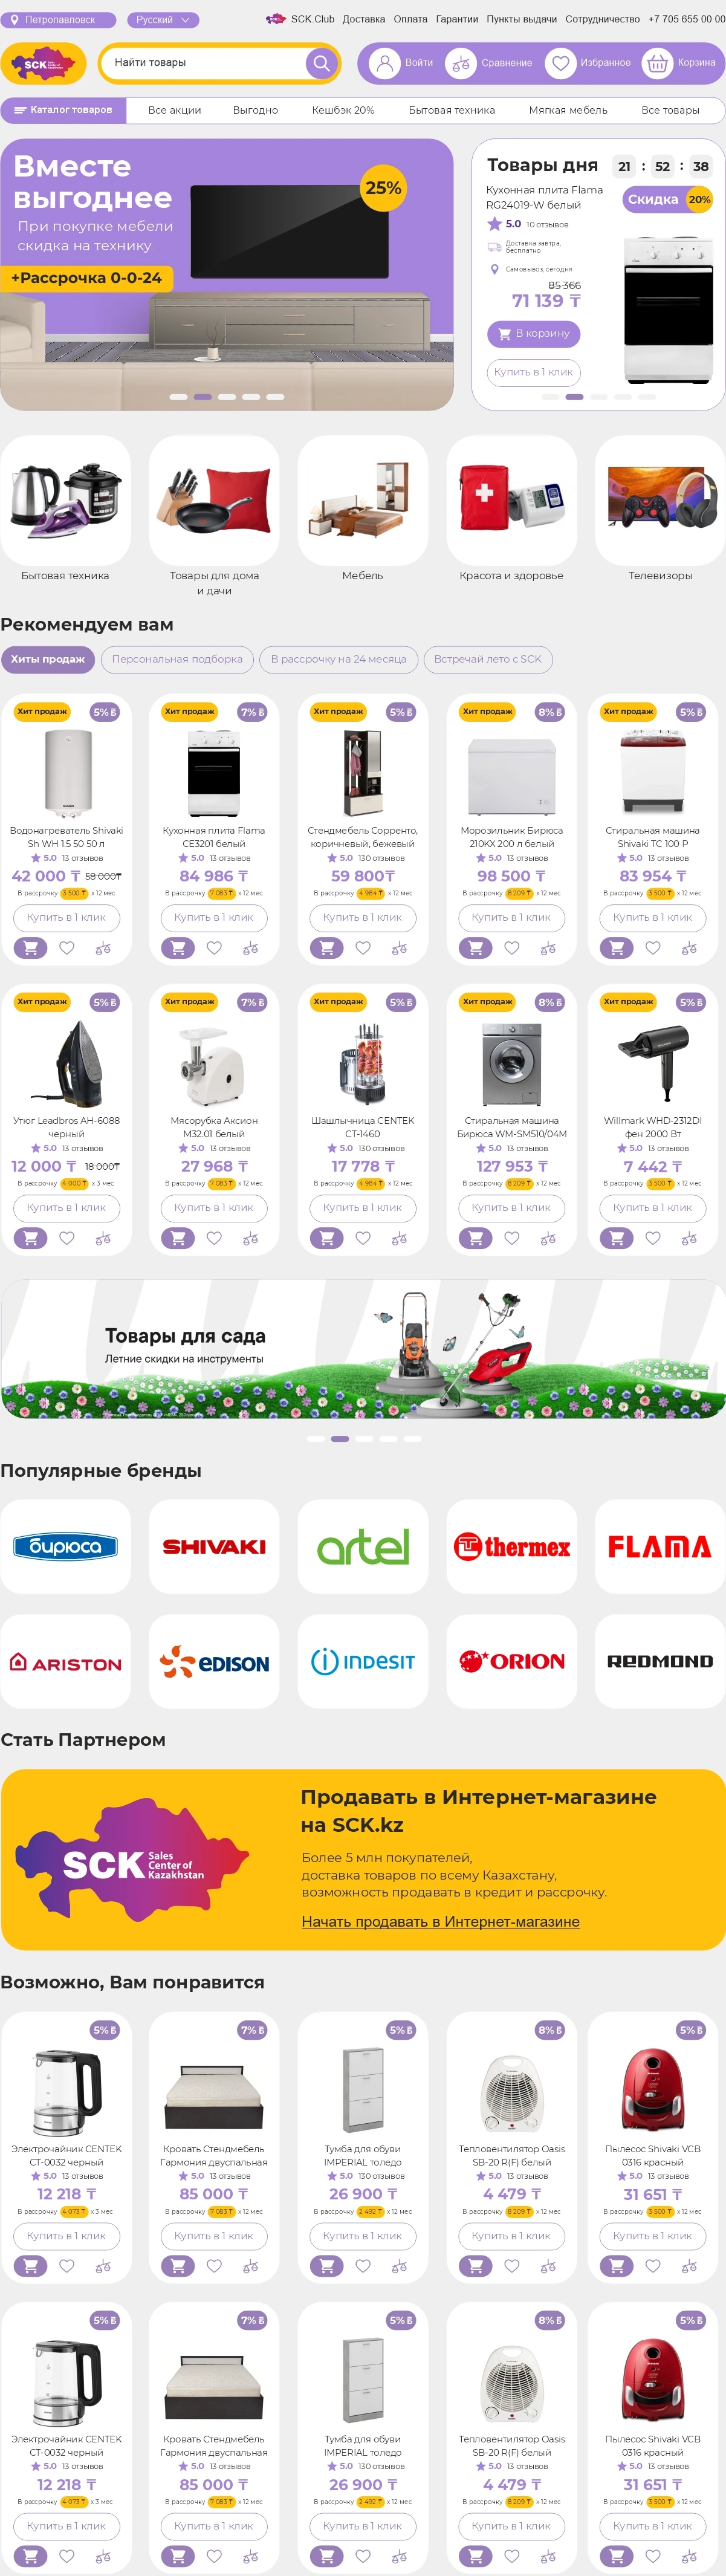 Петропавловск
Русский
SCK.Club
Доставка
Оплата
Гарантии
Пункты выдачи
Сотрудничество
+7 705 655 00 00
SCK Sales Center of Kazakhstan
Найти товары
Войти
Сравнение
Избранное
Корзина
Каталог товаров
Все акции
Выгодно
Кешбэк 20%
Бытовая техника
Мягкая мебель
Все товары
Вместе
выгоднее
При покупке мебели
скидка на технику
+Рассрочка 0-0-24
25%
Товары дня
21 : 52 : 38
Кухонная плита Flama
RG24019-W белый
Скидка 20%
5.0 10 отзывов
Доставка завтра,
бесплатно
Самовывоз, сегодня
85 366
71 139 ₸
В корзину
Купить в 1 клик
Бытовая техника
Товары для дома
и дачи
Мебель
Красота и здоровье
Телевизоры
Рекомендуем вам
Хиты продаж
Персональная подборка
В рассрочку на 24 месяца
Встречай лето с SCK
Хит продаж 5%
Хит продаж 7%
Хит продаж 5%
Хит продаж 8%
Хит продаж 5%
Водонагреватель Shivaki
Sh WH 1.5 50 50 л
5.0 13 отзывов
42 000 ₸ 58 000₸
В рассрочку 3 500 ₸ х 12 мес
Купить в 1 клик
Кухонная плита Flama
CE3201 белый
5.0 13 отзывов
84 986 ₸
В рассрочку 7 083 ₸ х 12 мес
Купить в 1 клик
Стендмебель Сорренто,
коричневый, бежевый
5.0 130 отзывов
59 800₸
В рассрочку 4 984 ₸ х 12 мес
Купить в 1 клик
Морозильник Бирюса
210KX 200 л белый
5.0 13 отзывов
98 500 ₸
В рассрочку 8 209 ₸ х 12 мес
Купить в 1 клик
Стиральная машина
Shivaki TC 100 P
5.0 13 отзывов
83 954 ₸
В рассрочку 3 500 ₸ х 12 мес
Купить в 1 клик
Хит продаж 5%
Хит продаж 7%
Хит продаж 5%
Хит продаж 8%
Хит продаж 5%
Утюг Leadbros AH-6088
черный
5.0 13 отзывов
12 000 ₸ 18 000₸
В рассрочку 4 000 ₸ х 3 мес
Купить в 1 клик
Мясорубка Аксион
М32.01 белый
5.0 13 отзывов
27 968 ₸
В рассрочку 7 083 ₸ х 12 мес
Купить в 1 клик
Шашлычница CENTEK
CT-1460
5.0 130 отзывов
17 778 ₸
В рассрочку 4 984 ₸ х 12 мес
Купить в 1 клик
Стиральная машина
Бирюса WM-SM510/04M
5.0 13 отзывов
127 953 ₸
В рассрочку 8 209 ₸ х 12 мес
Купить в 1 клик
Willmark WHD-2312DI
фен 2000 Вт
5.0 13 отзывов
7 442 ₸
В рассрочку 3 500 ₸ х 12 мес
Купить в 1 клик
Товары для сада
Летние скидки на инструменты
Популярные бренды
бирюса
SHIVAKI
artel
thermex
FLAMA
ARISTON
EDISON
INDESIT
ORION
REDMOND
Стать Партнером
SCK Sales Center of Kazakhstan
Продавать в Интернет-магазине
на SCK.kz
Более 5 млн покупателей,
доставка товаров по всему Казахстану,
возможность продавать в кредит и рассрочку.
Начать продавать в Интернет-магазине
Возможно, Вам понравится
5%
7%
5%
8%
5%
Электрочайник CENTEK
CT-0032 черный
5.0 13 отзывов
12 218 ₸
В рассрочку 4 073 ₸ х 3 мес
Купить в 1 клик
Кровать Стендмебель
Гармония двуспальная
5.0 13 отзывов
85 000 ₸
В рассрочку 7 083 ₸ х 12 мес
Купить в 1 клик
Тумба для обуви
IMPERIAL толедо
5.0 130 отзывов
26 900 ₸
В рассрочку 2 492 ₸ х 12 мес
Купить в 1 клик
Тепловентилятор Oasis
SB-20 R(F) белый
5.0 13 отзывов
4 479 ₸
В рассрочку 8 209 ₸ х 12 мес
Купить в 1 клик
Пылесос Shivaki VCB
0316 красный
5.0 13 отзывов
31 651 ₸
В рассрочку 3 500 ₸ х 12 мес
Купить в 1 клик
5%
7%
5%
8%
5%
Электрочайник CENTEK
CT-0032 черный
5.0 13 отзывов
12 218 ₸
В рассрочку 4 073 ₸ х 3 мес
Купить в 1 клик
Кровать Стендмебель
Гармония двуспальная
5.0 13 отзывов
85 000 ₸
В рассрочку 7 083 ₸ х 12 мес
Купить в 1 клик
Тумба для обуви
IMPERIAL толедо
5.0 130 отзывов
26 900 ₸
В рассрочку 2 492 ₸ х 12 мес
Купить в 1 клик
Тепловентилятор Oasis
SB-20 R(F) белый
5.0 13 отзывов
4 479 ₸
В рассрочку 8 209 ₸ х 12 мес
Купить в 1 клик
Пылесос Shivaki VCB
0316 красный
5.0 13 отзывов
31 651 ₸
В рассрочку 3 500 ₸ х 12 мес
Купить в 1 клик